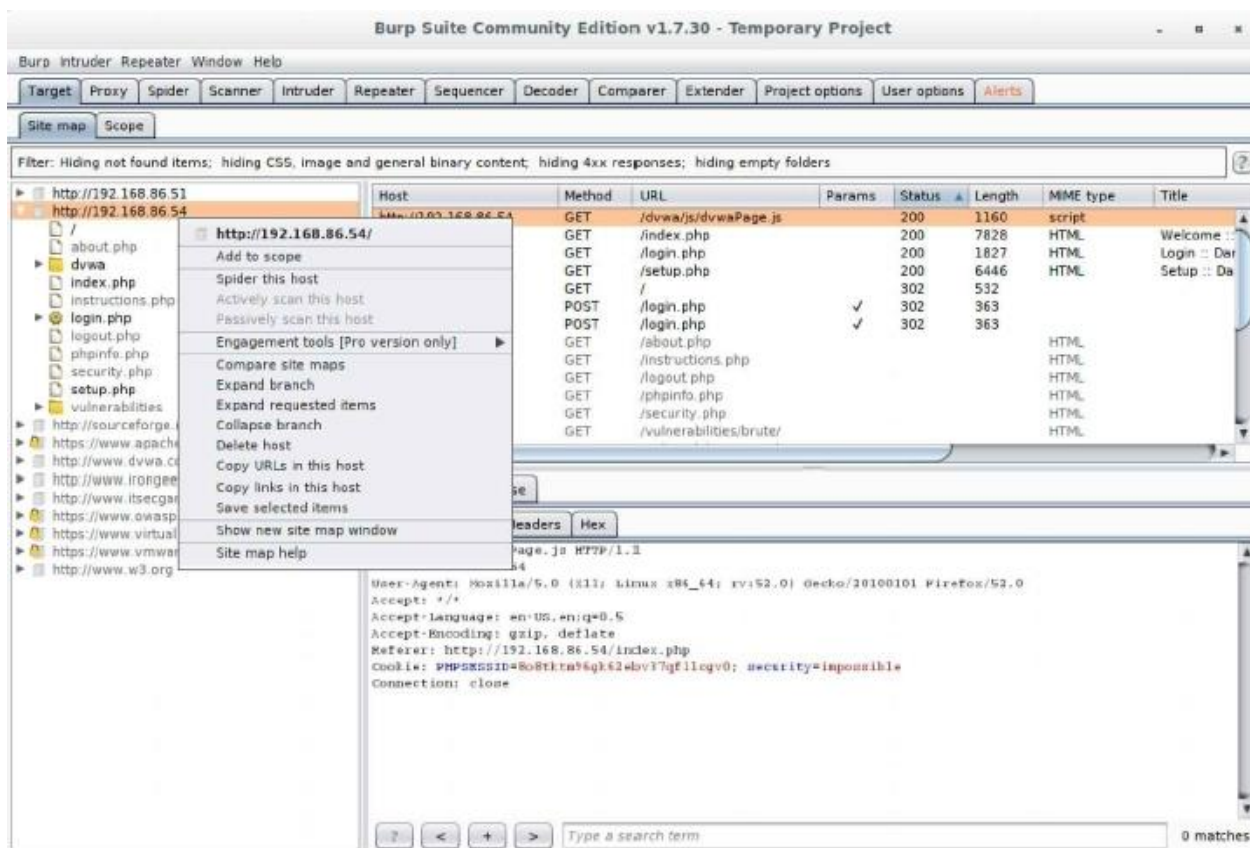 Burp Suite Community Edition v1.7.30 - Temporary Project
Burp Intruder Repeater Window Help
Target Proxy Spider Scanner Intruder Repeater Sequencer Decoder Comparer Extender Project options User options Alerts
Site map Scope
Filter: Hiding not found items; hiding CSS, image and general binary content; hiding 4xx responses; hiding empty folders ?
http://192.168.86.51
http://192.168.86.54
/
about.php
dvwa
index.php
instructions.php
login.php
logout.php
phpinfo.php
security.php
setup.php
vulnerabilities
http://sourceforge.
https://www.apach
http://www.dvwa.c
http://www.irongee
http://www.itsecgar
https://www.owasp
https://www.virtual
https://www.vmwar
http://www.w3.org
http://192.168.86.54/
Add to scope
Spider this host
Actively scan this host
Passively scan this host
Engagement tools [Pro version only]
Compare site maps
Expand branch
Expand requested items
Collapse branch
Delete host
Copy URLs in this host
Copy links in this host
Save selected items
Show new site map window
Site map help
Host Method URL Params Status Length MIME type Title
http://192.168.86.54 GET /dvwa/js/dvwaPage.js 200 1160 script
GET /index.php 200 7828 HTML Welcome ::
GET /login.php 200 1827 HTML Login :: Da
GET /setup.php 200 6446 HTML Setup :: Da
GET / 302 532
POST /login.php ✓ 302 363
POST /login.php ✓ 302 363
GET /about.php HTML
GET /instructions.php HTML
GET /logout.php HTML
GET /phpinfo.php HTML
GET /security.php HTML
GET /vulnerabilities/brute/ HTML
se
Headers Hex
Page.js HTTP/1.1
54
User-Agent: Mozilla/5.0 (X11; Linux x86_64; rv:52.0) Gecko/20100101 Firefox/52.0
Accept: */*
Accept-Language: en-US,en;q=0.5
Accept-Encoding: gzip, deflate
Referer: http://192.168.86.54/index.php
Cookie: security=impossible
Connection: close
? < + > Type a search term 0 matches